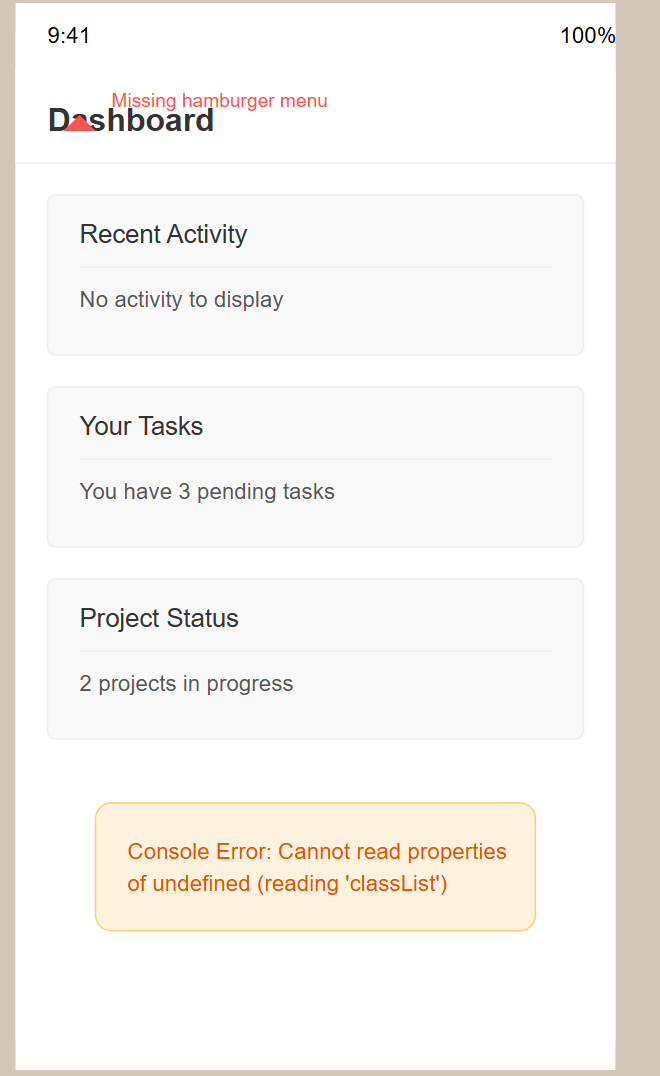 9:41 100%
Missing hamburger menu
Dashboard
Recent Activity
No activity to display
Your Tasks
You have 3 pending tasks
Project Status
2 projects in progress
Console Error: Cannot read properties
of undefined (reading 'classList')